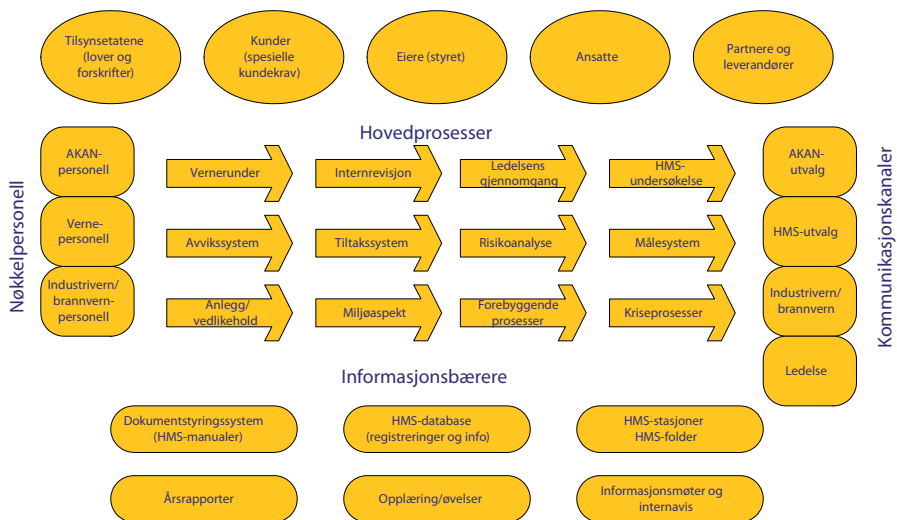 Tilsynsetatene
(lover og
forskrifter)
Kunder
(spesielle
kundekrav)
Eiere (styret)
Ansatte
Partnere og
leverandører
Hovedprosesser
Nøkkelpersonell
AKAN-
personell
Verne-
personell
Industrivern/
brannvern-
personell
Vernerunder
Internrevisjon
Ledelsens
gjennomgang
HMS-
undersøkelse
Avvikssystem
Tiltakssystem
Risikoanalyse
Målesystem
Anlegg/
vedlikehold
Miljøaspekt
Forebyggende
prosesser
Kriseprosesser
AKAN-
utvalg
HMS-utvalg
Industrivern/
brannvern
Ledelse
Kommunikasjonskanaler
Informasjonsbærere
Dokumentstyringssystem
(HMS-manualer)
HMS-database
(registreringer og info)
HMS-stasjoner
HMS-folder
Årsrapporter
Opplæring/øvelser
Informasjonsmøter og
internavis